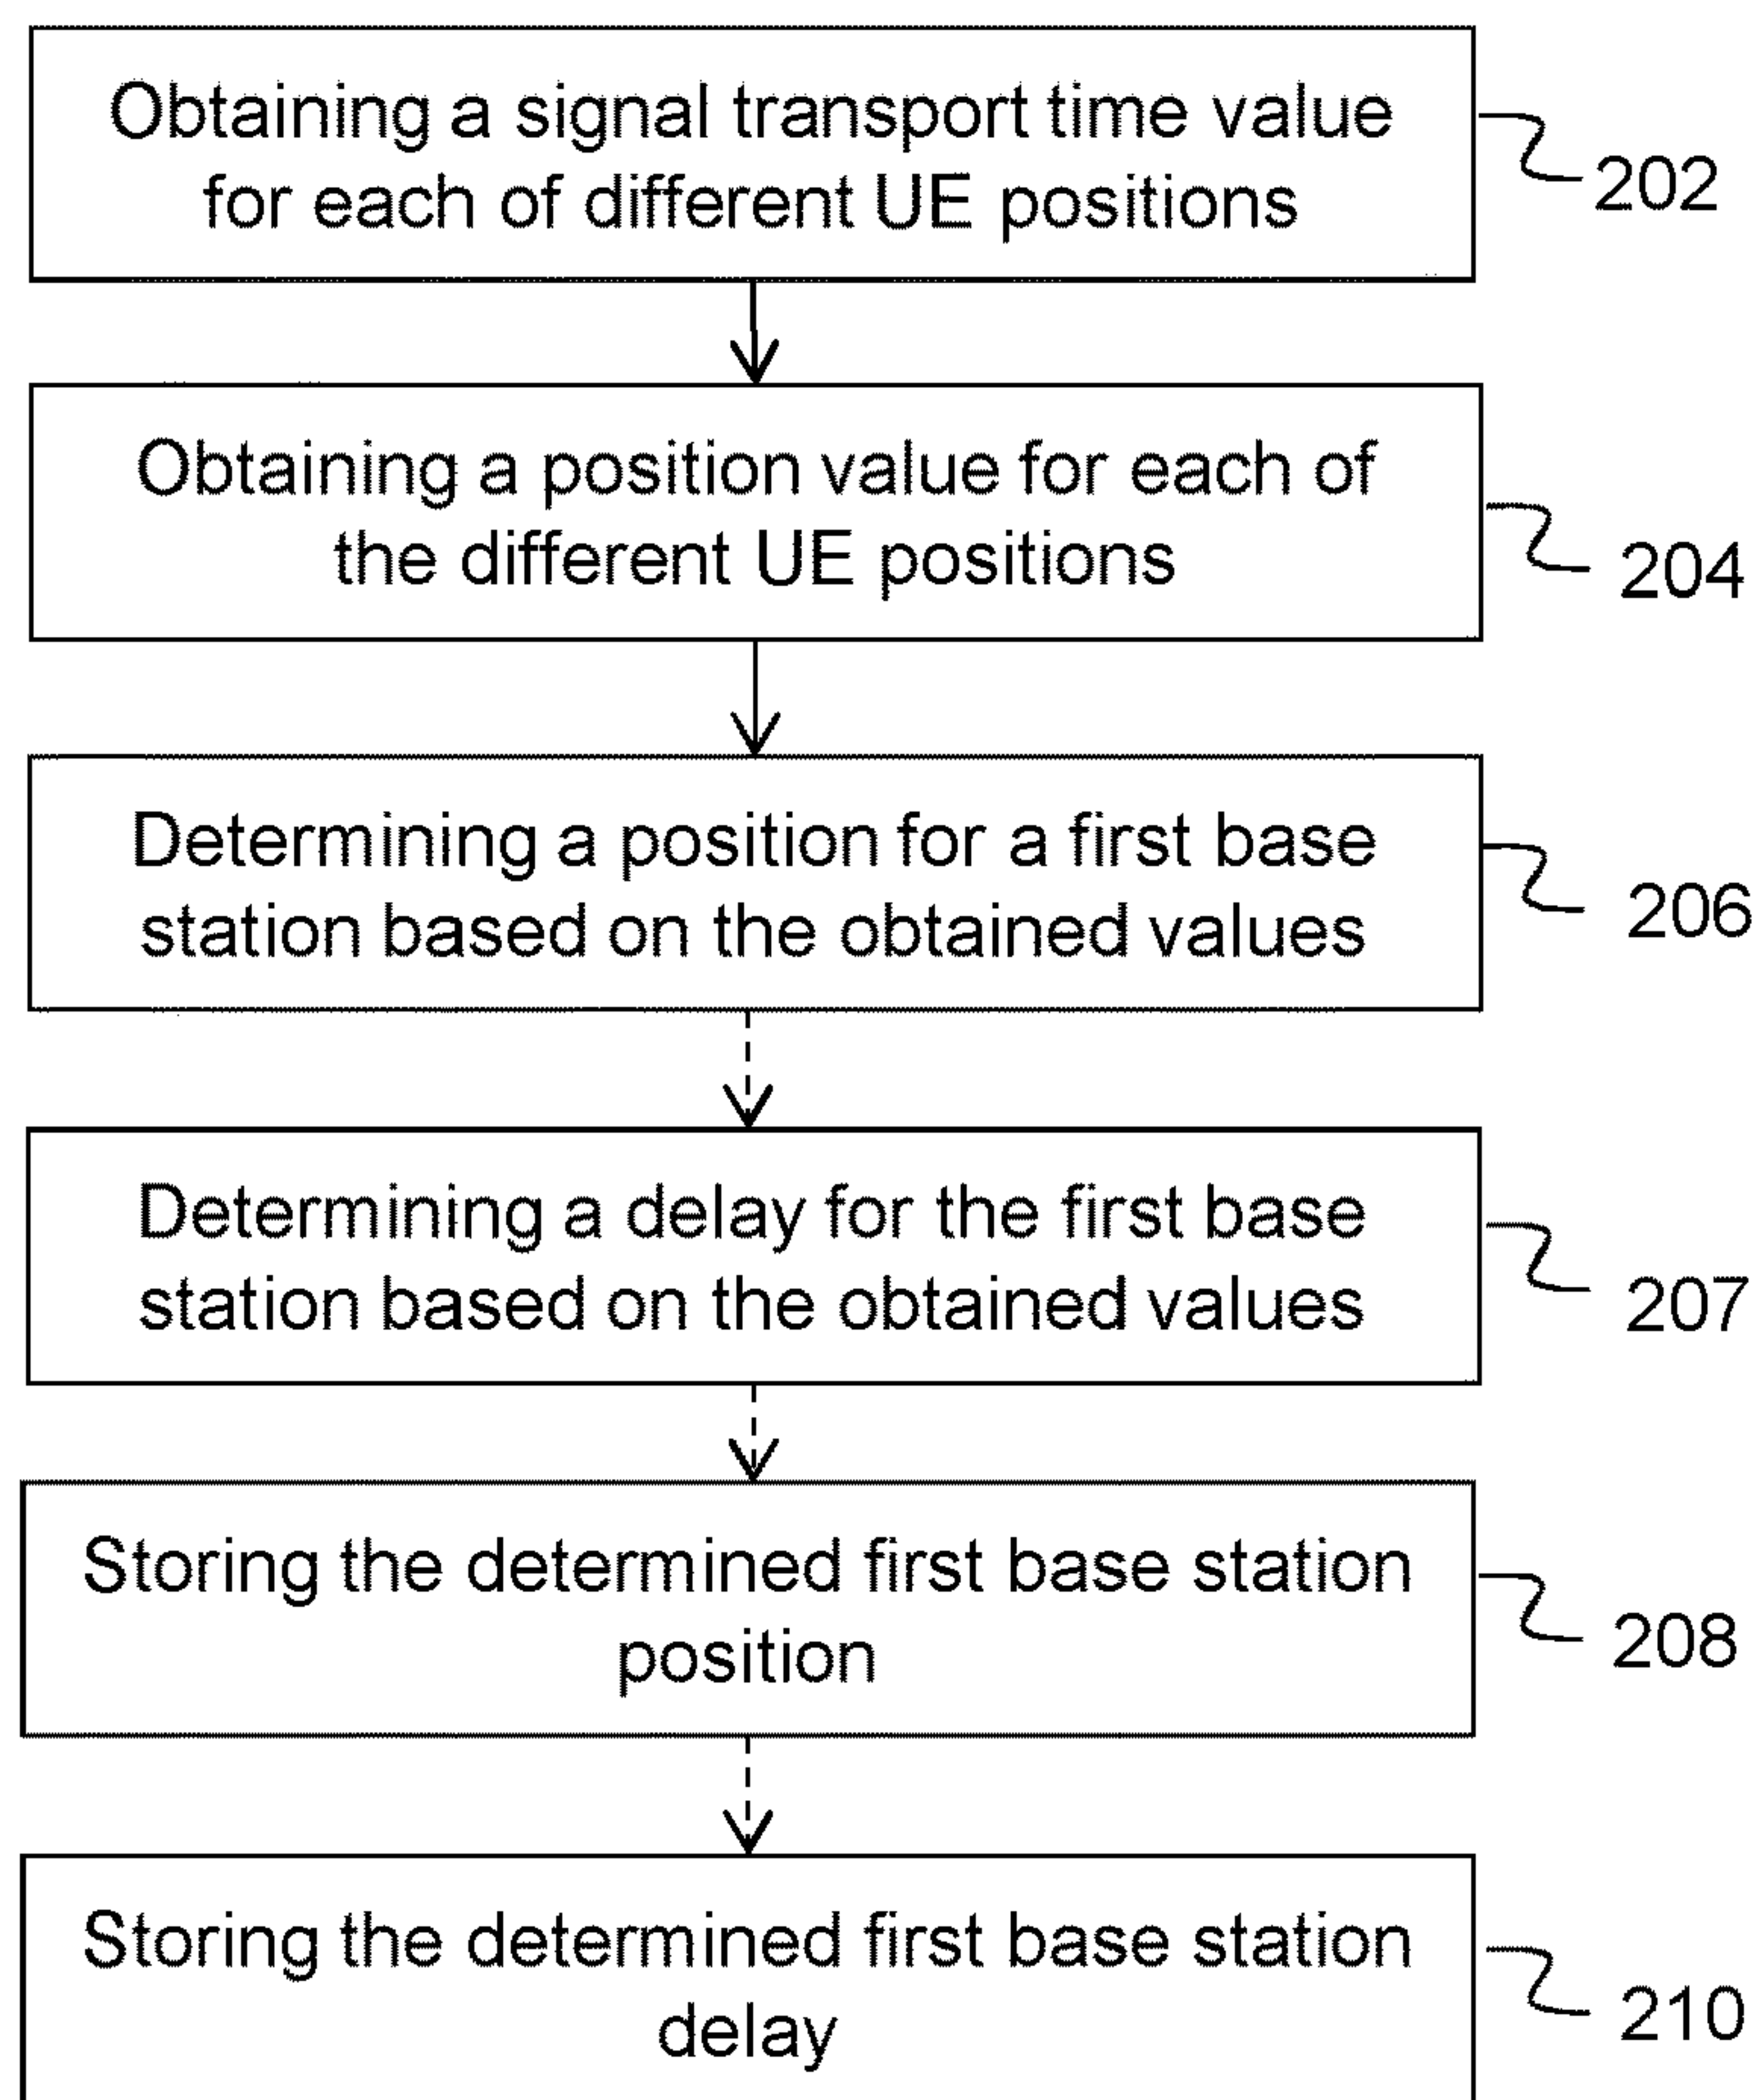 Obtaining a signal transport time value
for each of different UE positions
202
Obtaining a position value for each of
the different UE positions
204
Determining a position for a first base
station based on the obtained values
206
Determining a delay for the first base
station based on the obtained values
207
Storing the determined first base station
position
208
Storing the determined first base station
delay
210